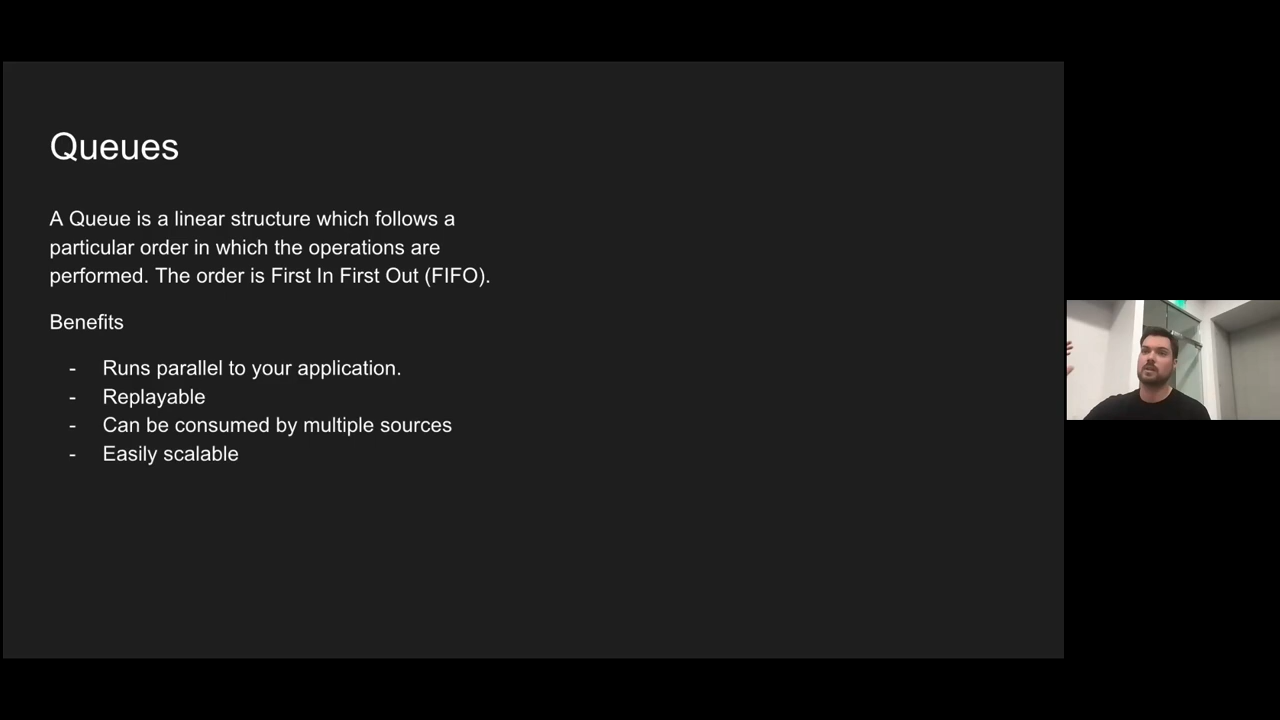 Queues
A Queue is a linear structure which follows a
particular order in which the operations are
performed. The order is First In First Out (FIFO).
Benefits
- Runs parallel to your application.
- Replayable
- Can be consumed by multiple sources
- Easily scalable